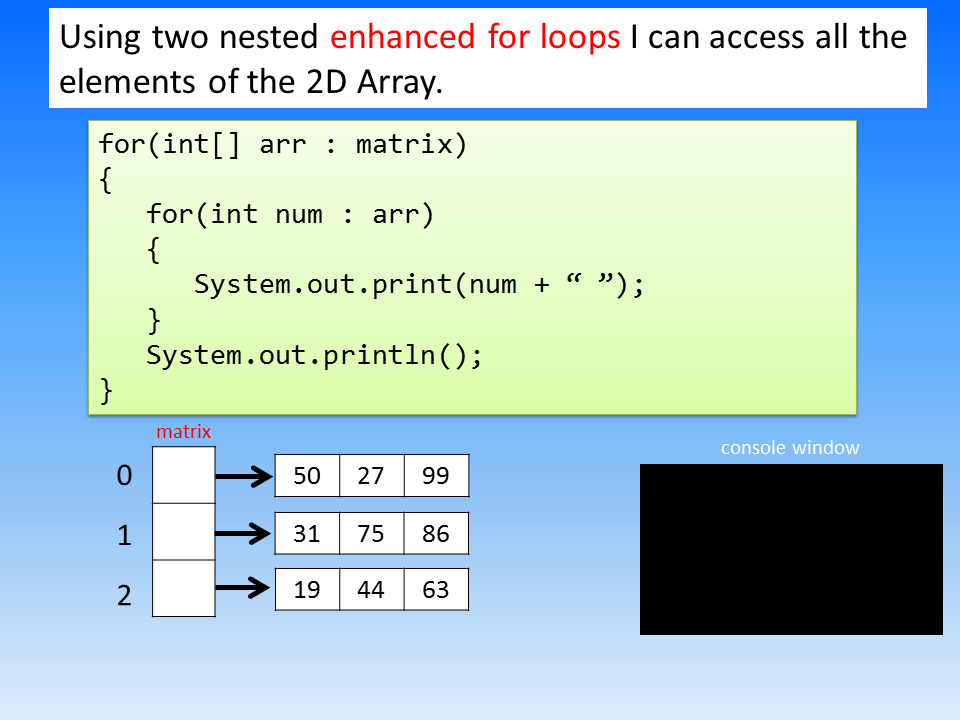 Using two nested enhanced for loops I can access all the
elements of the 2D Array.
for(int[] arr : matrix)
{
   for(int num : arr)
   {
      System.out.print(num + “ ”);
   }
   System.out.println();
}
matrix
console window
0
50 27 99
1
31 75 86
2
19 44 63